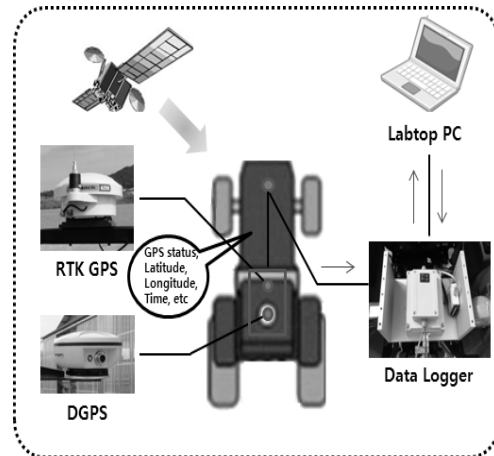 Labtop PC
RTK GPS
GPS status,
Latitude,
Longitude,
Time, etc
DGPS
Data Logger